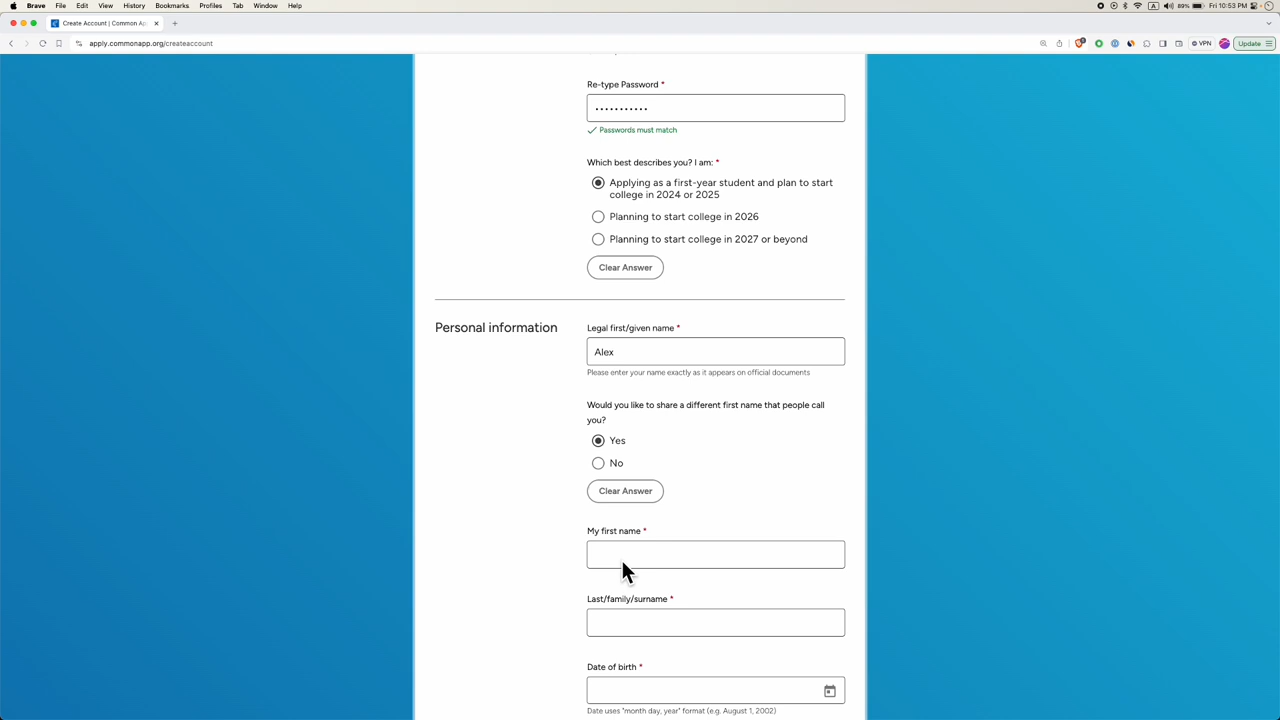 Brave File Edit View History Bookmarks Profiles Tab Window Help A 89% Fri 10:53 PM
Create Account | Common Ap
apply.commonapp.org/createaccount VPN Update
Re-type Password *
•••••••••••
Passwords must match
Which best describes you? I am: *
Applying as a first-year student and plan to start
college in 2024 or 2025
Planning to start college in 2026
Planning to start college in 2027 or beyond
Clear Answer
Personal information
Legal first/given name *
Alex
Please enter your name exactly as it appears on official documents
Would you like to share a different first name that people call
you?
Yes
No
Clear Answer
My first name *
Last/family/surname *
Date of birth *
Date uses "month day, year" format (e.g. August 1, 2002)